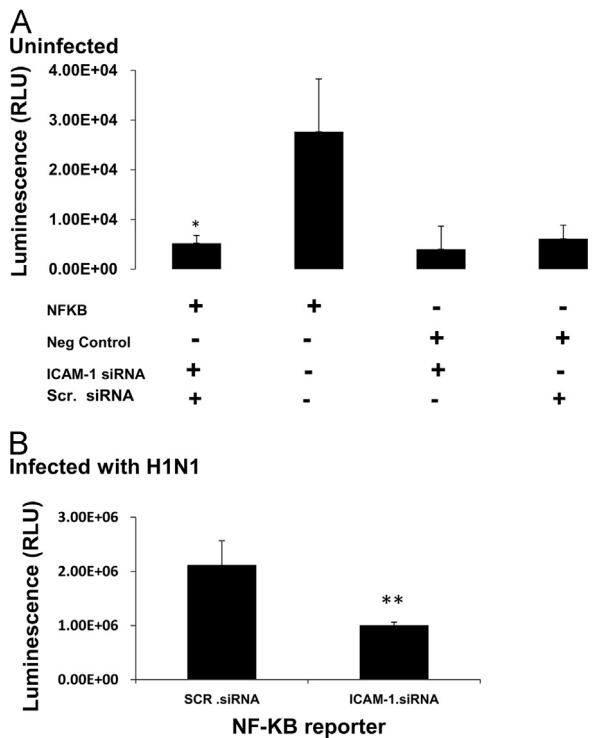 A
Uninfected
Luminescence (RLU)
4.00E+04
3.00E+04
2.00E+04
1.00E+04
0.00E+00
*
NFKB + + - -
Neg Control - - + +
ICAM-1 siRNA + - + -
Scr. siRNA + - - +
B
Infected with H1N1
Luminescence (RLU)
3.00E+06
2.00E+06
1.00E+06
0.00E+00
**
SCR .siRNA ICAM-1.siRNA
NF-KB reporter